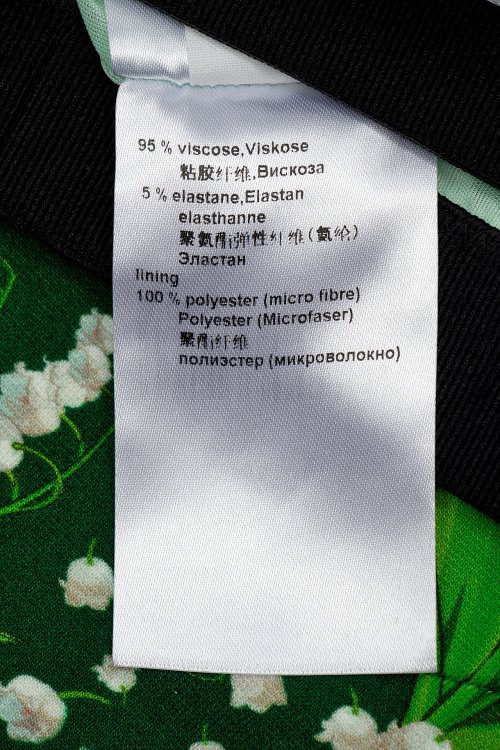 95 % viscose,Viskose
粘胶纤维,Вискоза
5 % elastane,Elastan
elasthanne
聚氨酯弹性纤维(氨纶)
Эластан
lining
100 % polyester (micro fibre)
Polyester (Microfaser)
聚酯纤维
полиэстер (микроволокно)